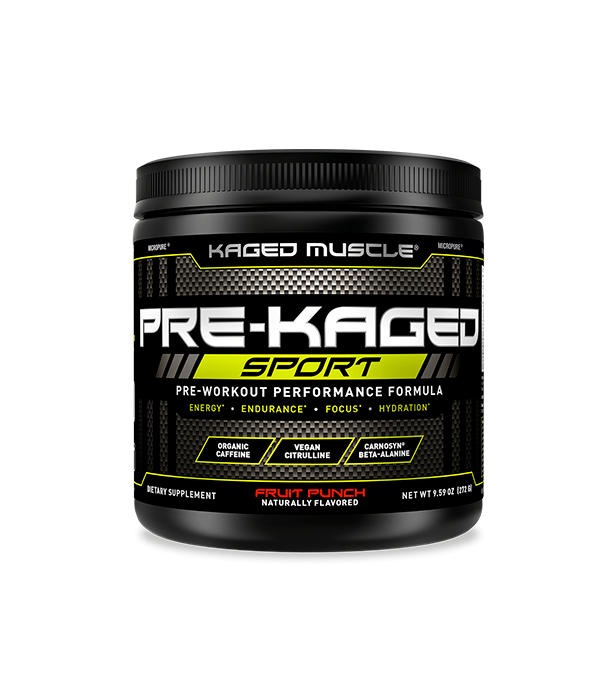 MICROPURE®
KAGED MUSCLE®
MICROPURE®
PRE-KAGED
SPORT
PRE-WORKOUT PERFORMANCE FORMULA
ENERGY* • ENDURANCE* • FOCUS* • HYDRATION*
ORGANIC
CAFFEINE
VEGAN
CITRULLINE
CARNOSYN®
BETA-ALANINE
DIETARY SUPPLEMENT
FRUIT PUNCH
NATURALLY FLAVORED
NET WT 9.59 OZ (272 G)